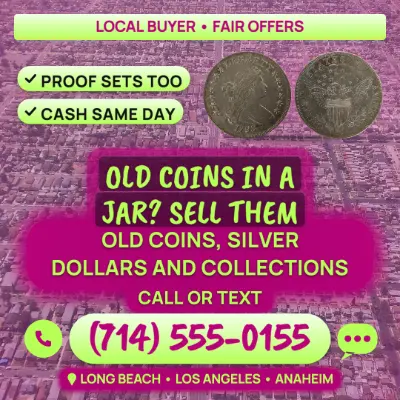 LOCAL BUYER • FAIR OFFERS
PROOF SETS TOO
CASH SAME DAY
OLD COINS IN A
JAR? SELL THEM
OLD COINS, SILVER
DOLLARS AND COLLECTIONS
CALL OR TEXT
(714) 555-0155
LONG BEACH • LOS ANGELES • ANAHEIM